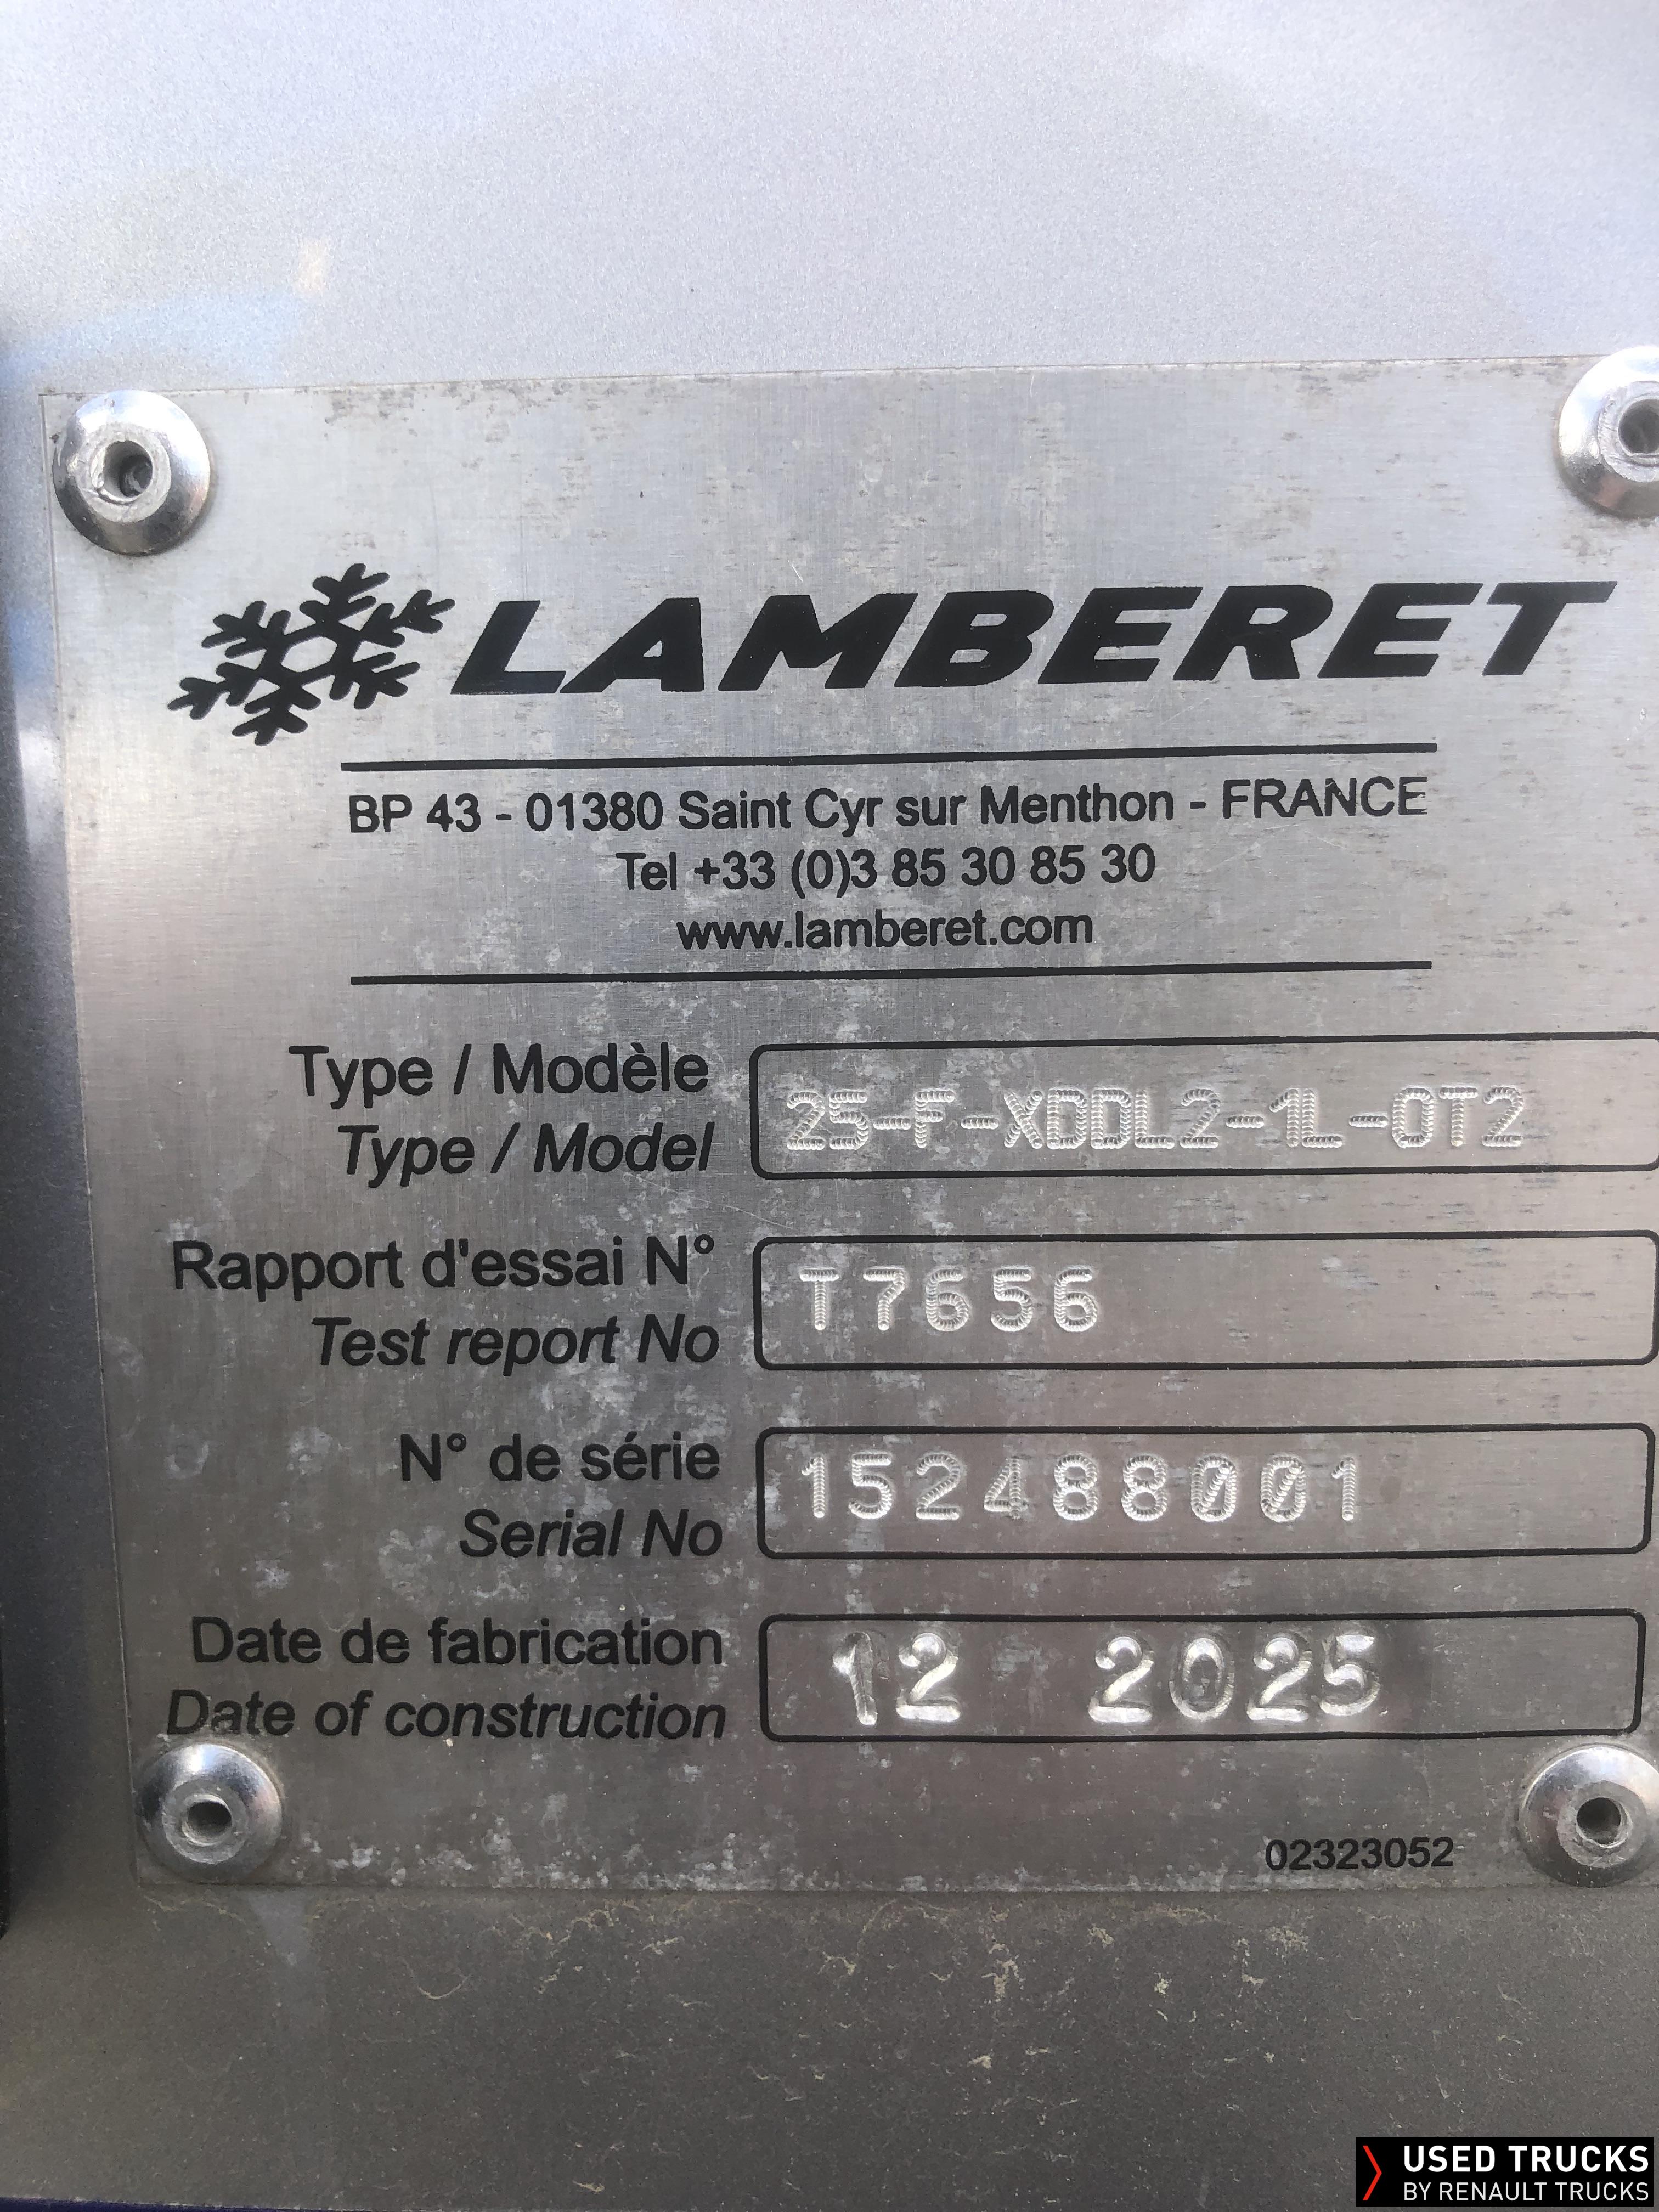 LAMBERET
BP 43 - 01380 Saint Cyr sur Menthon - FRANCE
Tel +33 (0)3 85 30 85 30
www.lamberet.com
Type / Modèle
Type / Model
25-F-XDDL2-1L-OT2
Rapport d'essai N°
Test report No
T7656
N° de série
Serial No
152488001
Date de fabrication
Date of construction
12 2025
02323052
USED TRUCKS
BY RENAULT TRUCKS